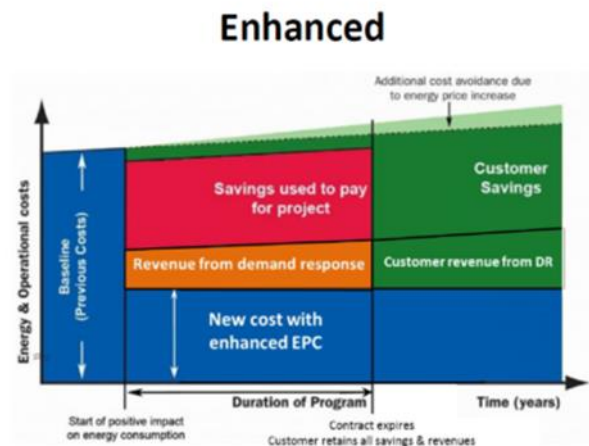 Enhanced
Additional cost avoidance due
to energy price increase
Energy & Operational costs
Baseline
(Previous Costs)
Savings used to pay
for project
Customer
Savings
Revenue from demand response
Customer revenue from DR
New cost with
enhanced EPC
Duration of Program
Time (years)
Start of positive impact
on energy consumption
Contract expires
Customer retains all savings & revenues